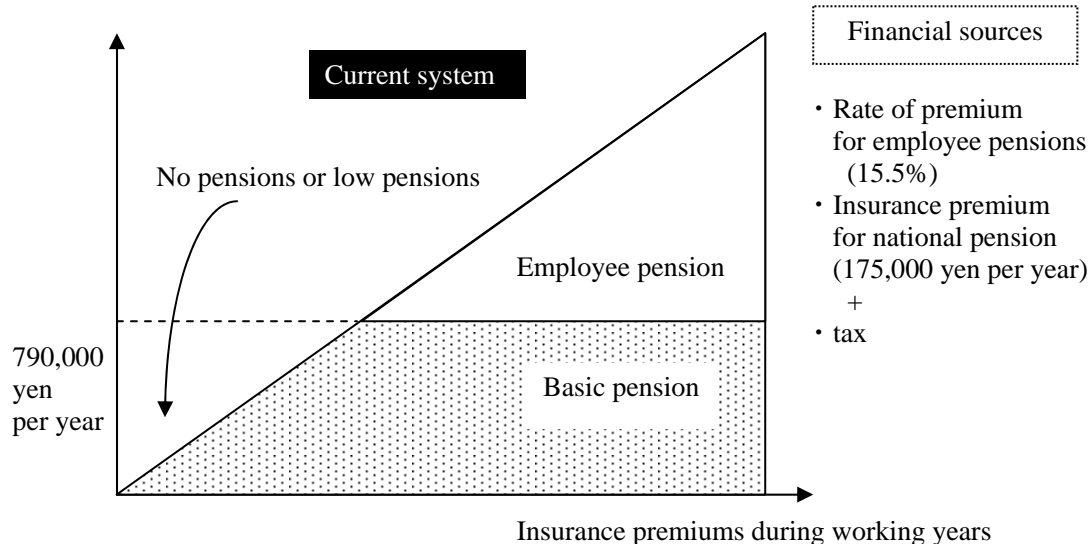 Financial sources
Current system
・Rate of premium
for employee pensions
(15.5%)
・Insurance premium
for national pension
(175,000 yen per year)
+
・tax
No pensions or low pensions
Employee pension
790,000
yen
per year
Basic pension
Insurance premiums during working years